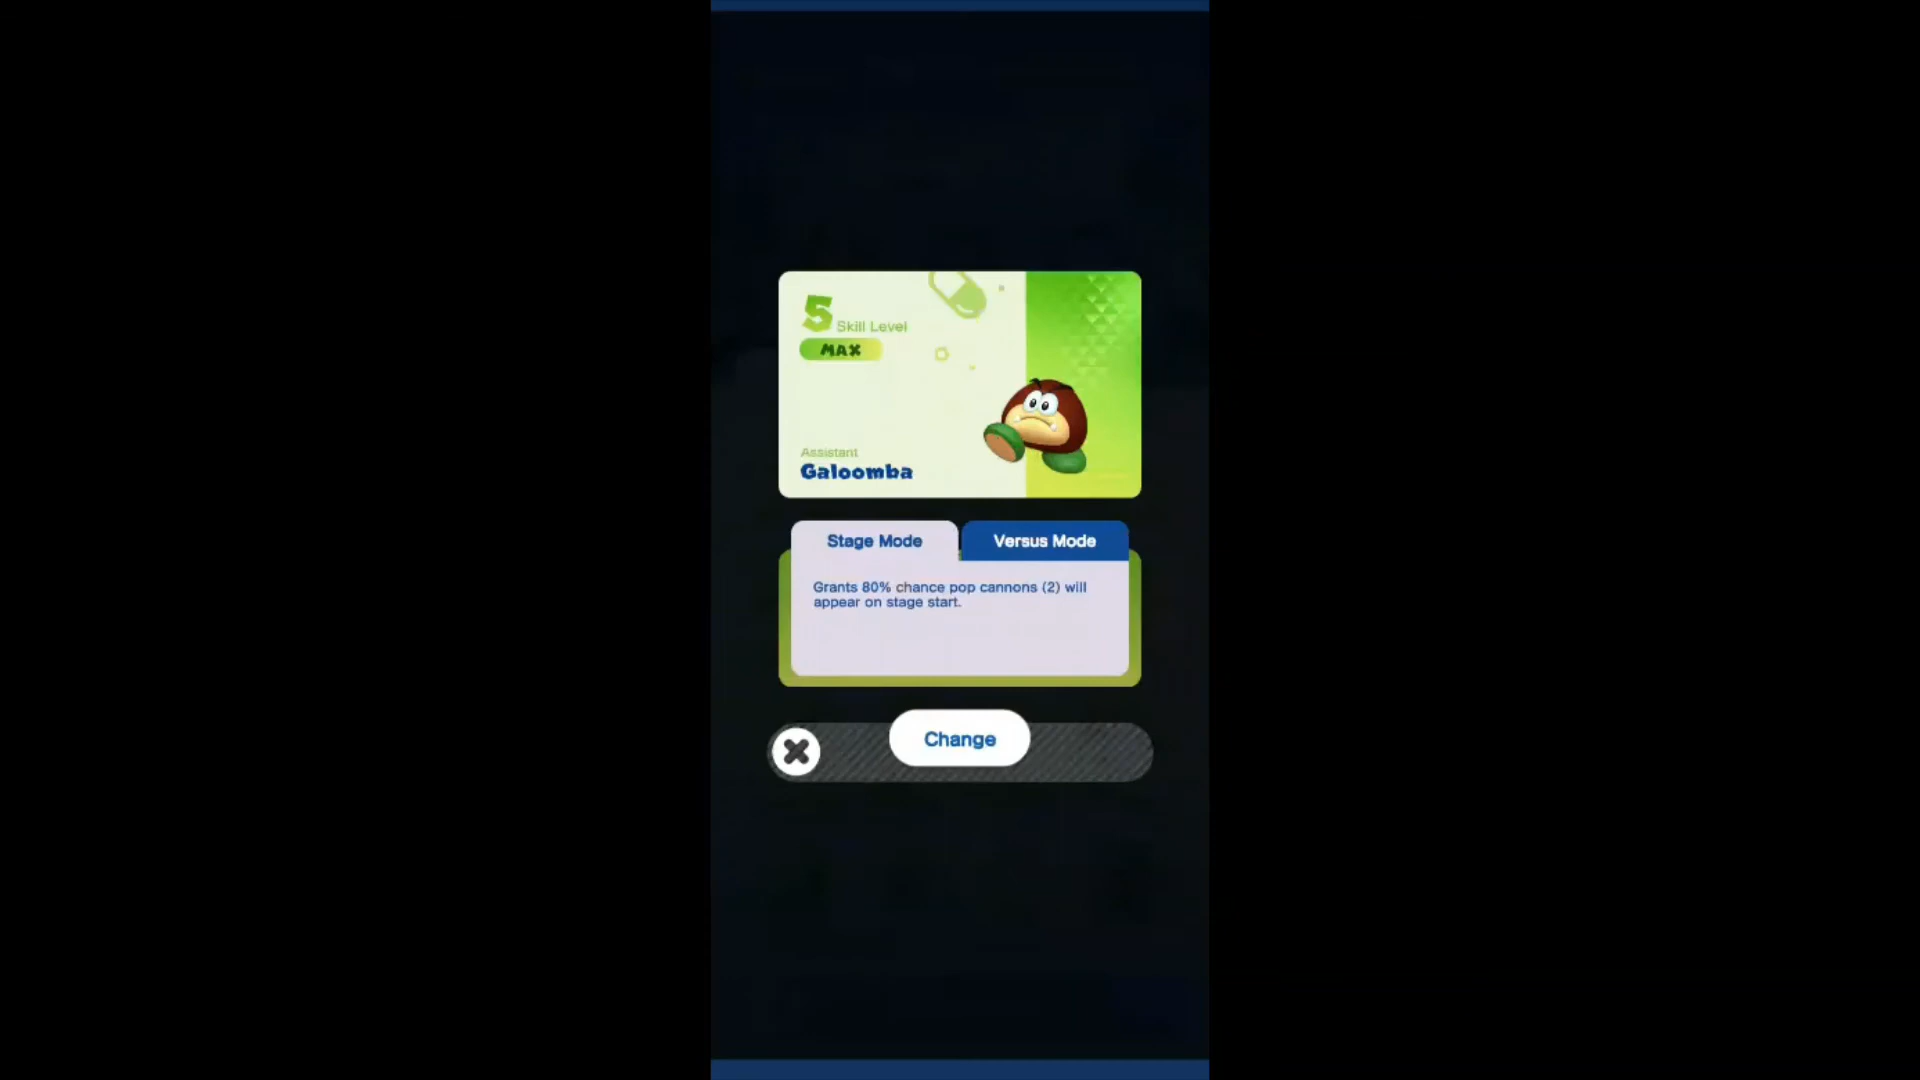 5 Skill Level
MAX
Assistant
Galoomba
Stage Mode
Versus Mode
Grants 80% chance pop cannons (2) will
appear on stage start.
Change